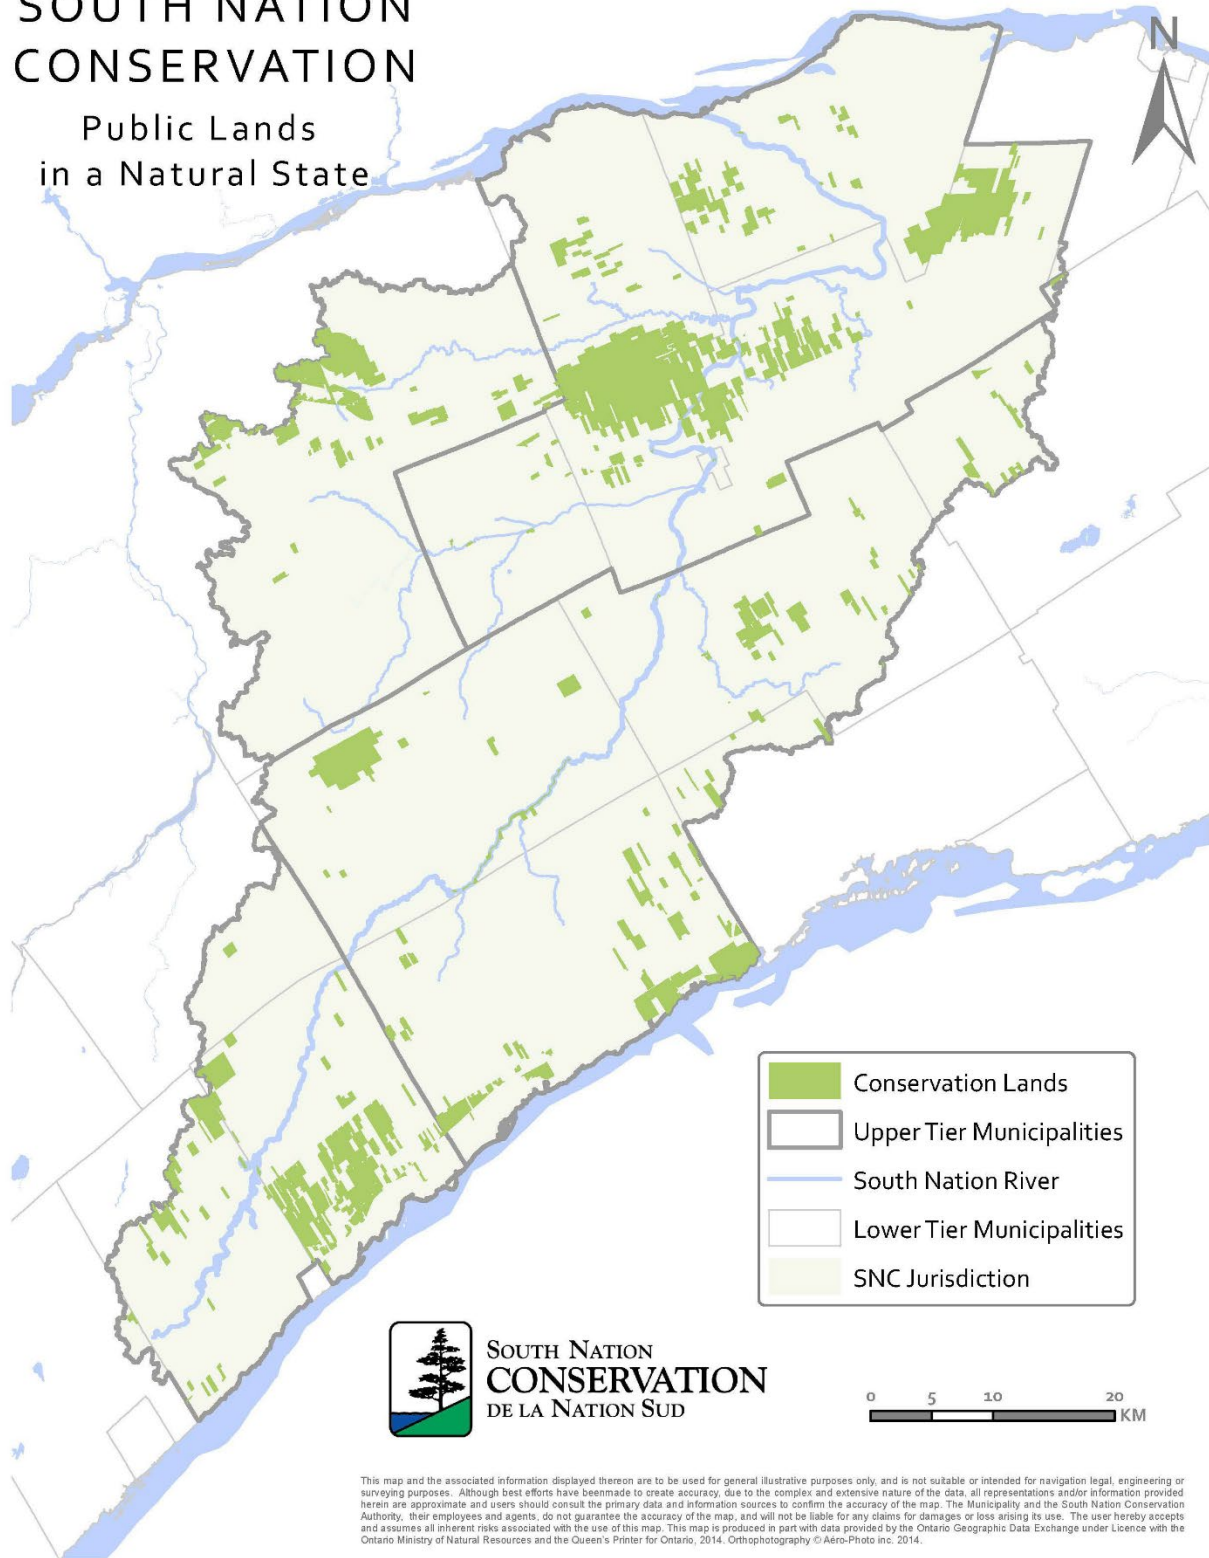 SOUTH NATION
CONSERVATION
Public Lands
in a Natural State
N
Conservation Lands
Upper Tier Municipalities
South Nation River
Lower Tier Municipalities
SNC Jurisdiction
SOUTH NATION
CONSERVATION
DE LA NATION SUD
0 5 10 20
KM
This map and the associated information displayed thereon are to be used for general illustrative purposes only, and is not suitable or intended for navigation legal, engineering or
surveying purposes. Although best efforts have beenmade to create accuracy, due to the complex and extensive nature of the data, all representations and/or information provided
herein are approximate and users should consult the primary data and information sources to confirm the accuracy of the map. The Municipality and the South Nation Conservation
Authority, their employees and agents, do not guarantee the accuracy of the map, and will not be liable for any claims for damages or loss arising its use. The user hereby accepts
and assumes all inherent risks associated with the use of this map. This map is produced in part with data provided by the Ontario Geographic Data Exchange under Licence with the
Ontario Ministry of Natural Resources and the Queen's Printer for Ontario, 2014. Orthophotography © Aéro-Photo inc. 2014.